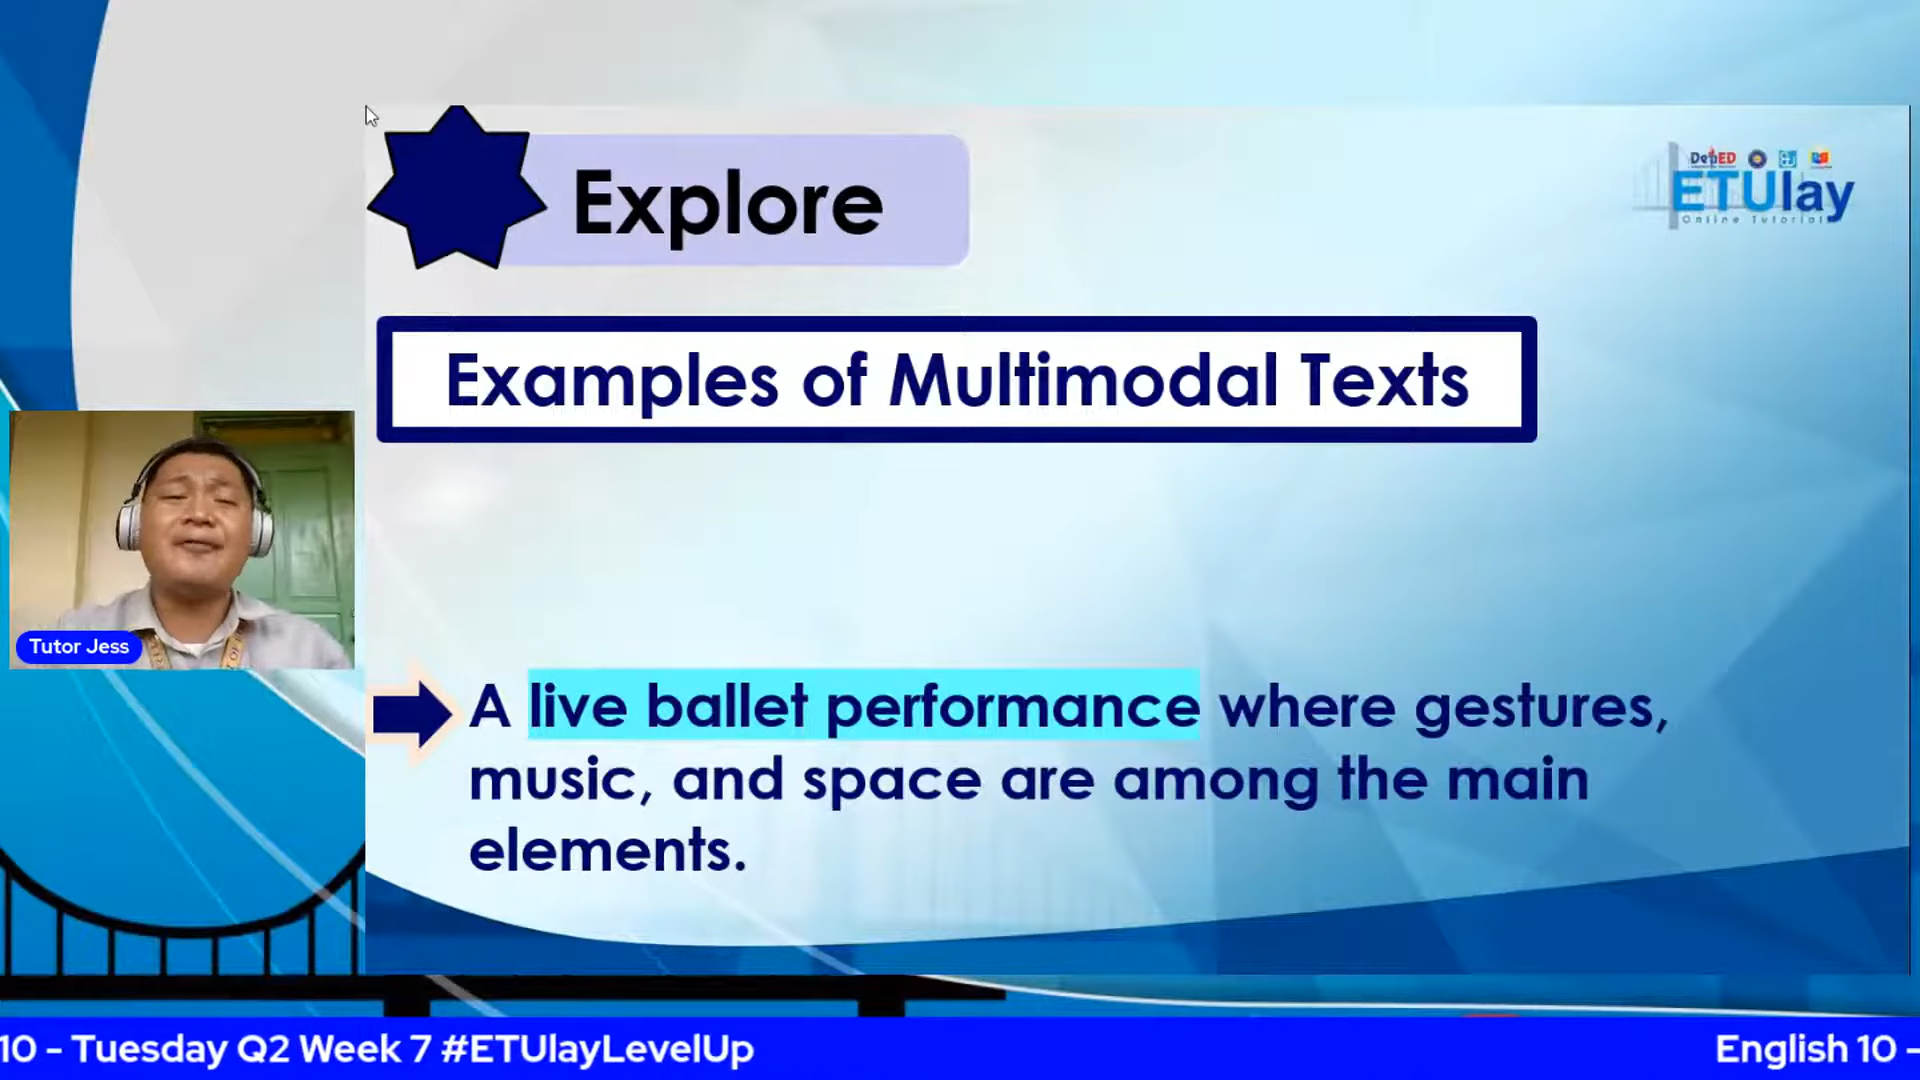 Explore
DepED
ETUlay
Online Tutorial
Examples of Multimodal Texts
Tutor Jess
A live ballet performance where gestures,
music, and space are among the main
elements.
10 - Tuesday Q2 Week 7 #ETUlayLevelUp
English 10 -